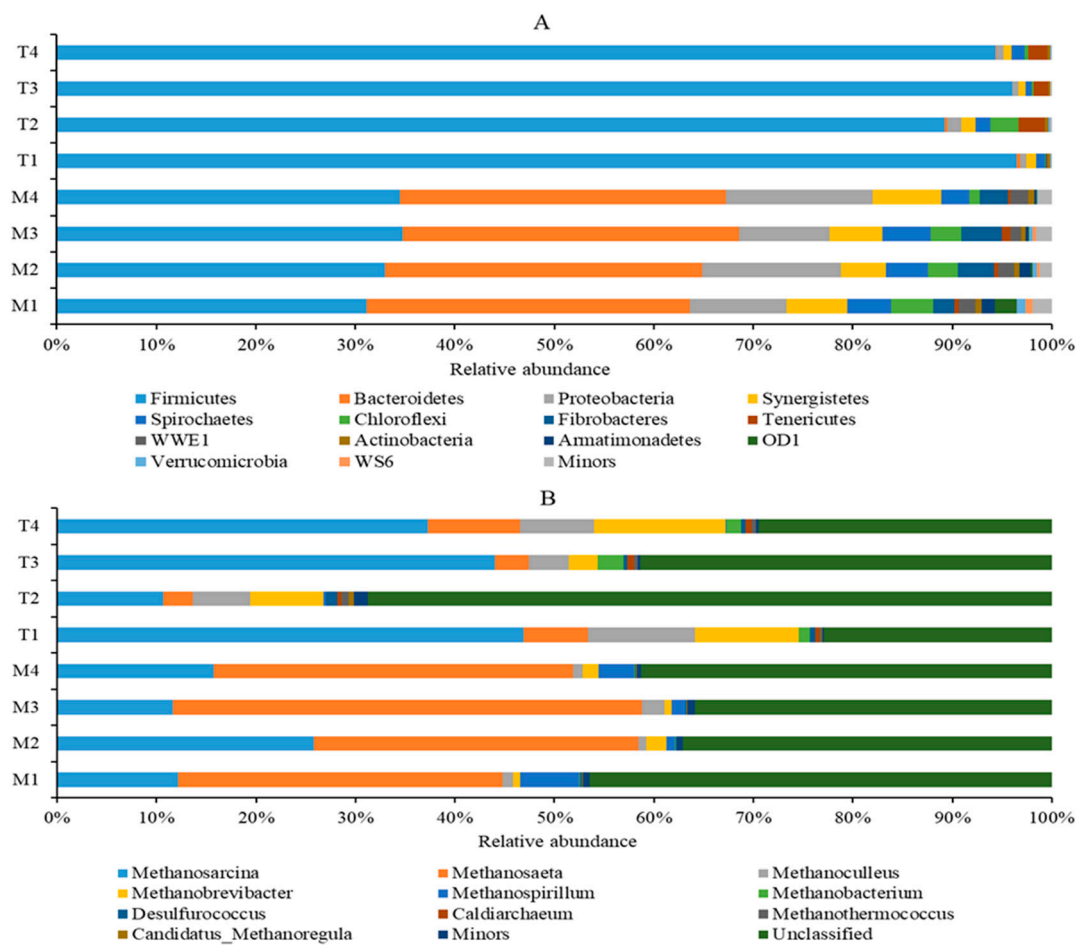 A
T4
T3
T2
T1
M4
M3
M2
M1
0% 10% 20% 30% 40% 50% 60% 70% 80% 90% 100%
Relative abundance
Firmicutes Bacteroidetes Proteobacteria Synergistetes
Spirochaetes Chloroflexi Fibrobacteres Tenericutes
WWE1 Actinobacteria Armatimonadetes OD1
Verrucomicrobia WS6 Minors
B
T4
T3
T2
T1
M4
M3
M2
M1
0% 10% 20% 30% 40% 50% 60% 70% 80% 90% 100%
Relative abundance
Methanosarcina Methanosaeta Methanoculleus
Methanobrevibacter Methanospirillum Methanobacterium
Desulfurococcus Caldiarchaeum Methanothermococcus
Candidatus_Methanoregula Minors Unclassified